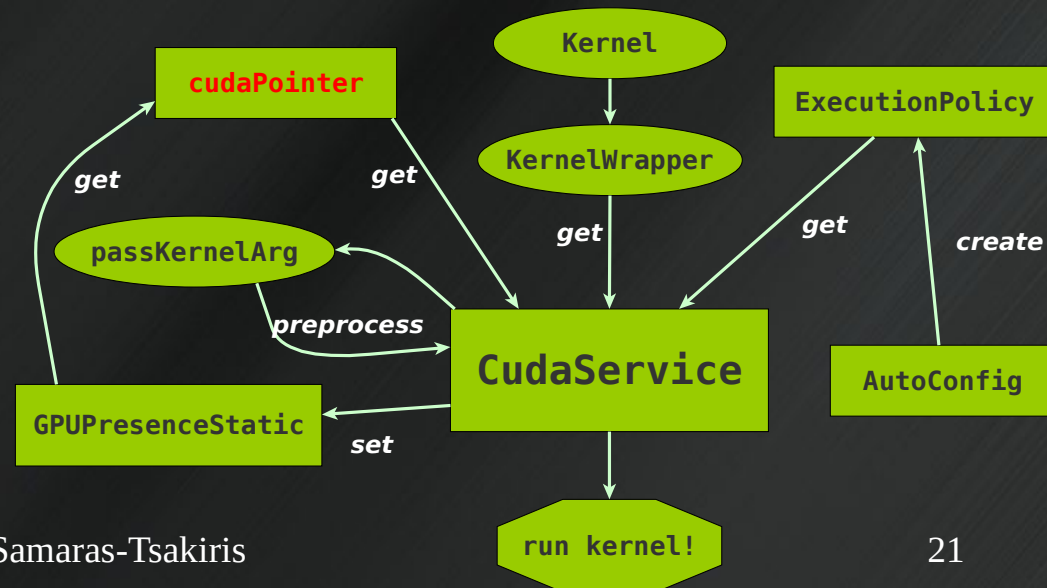 Kernel
cudaPointer
ExecutionPolicy
KernelWrapper
get
get
get
get
create
passKernelArg
preprocess
CudaService
AutoConfig
GPUPresenceStatic
set
run kernel!
Samaras-Tsakiris
21